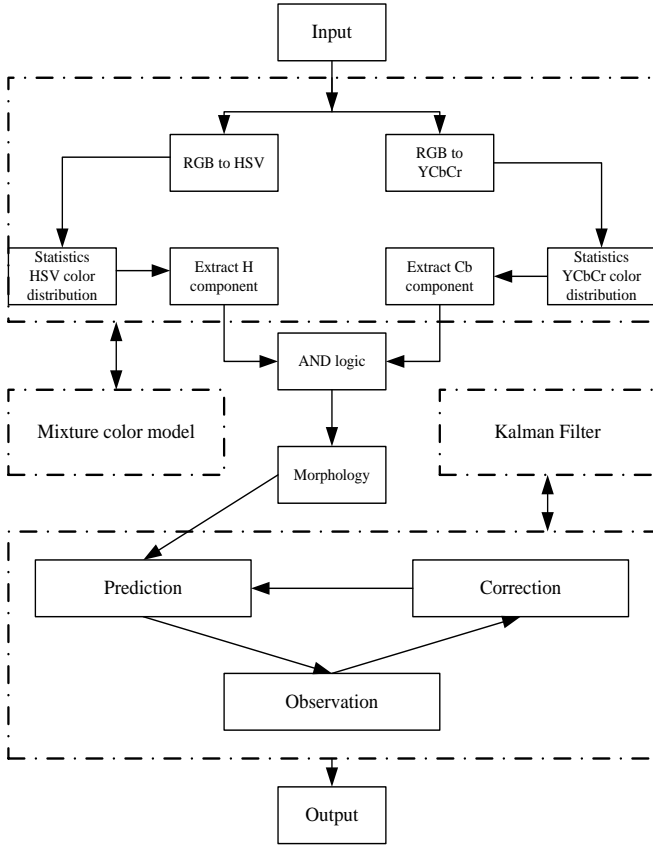 Input
RGB to HSV
RGB to
YCbCr
Statistics
HSV color
distribution
Extract H
component
Extract Cb
component
Statistics
YCbCr color
distribution
AND logic
Mixture color model
Kalman Filter
Morphology
Prediction
Correction
Observation
Output